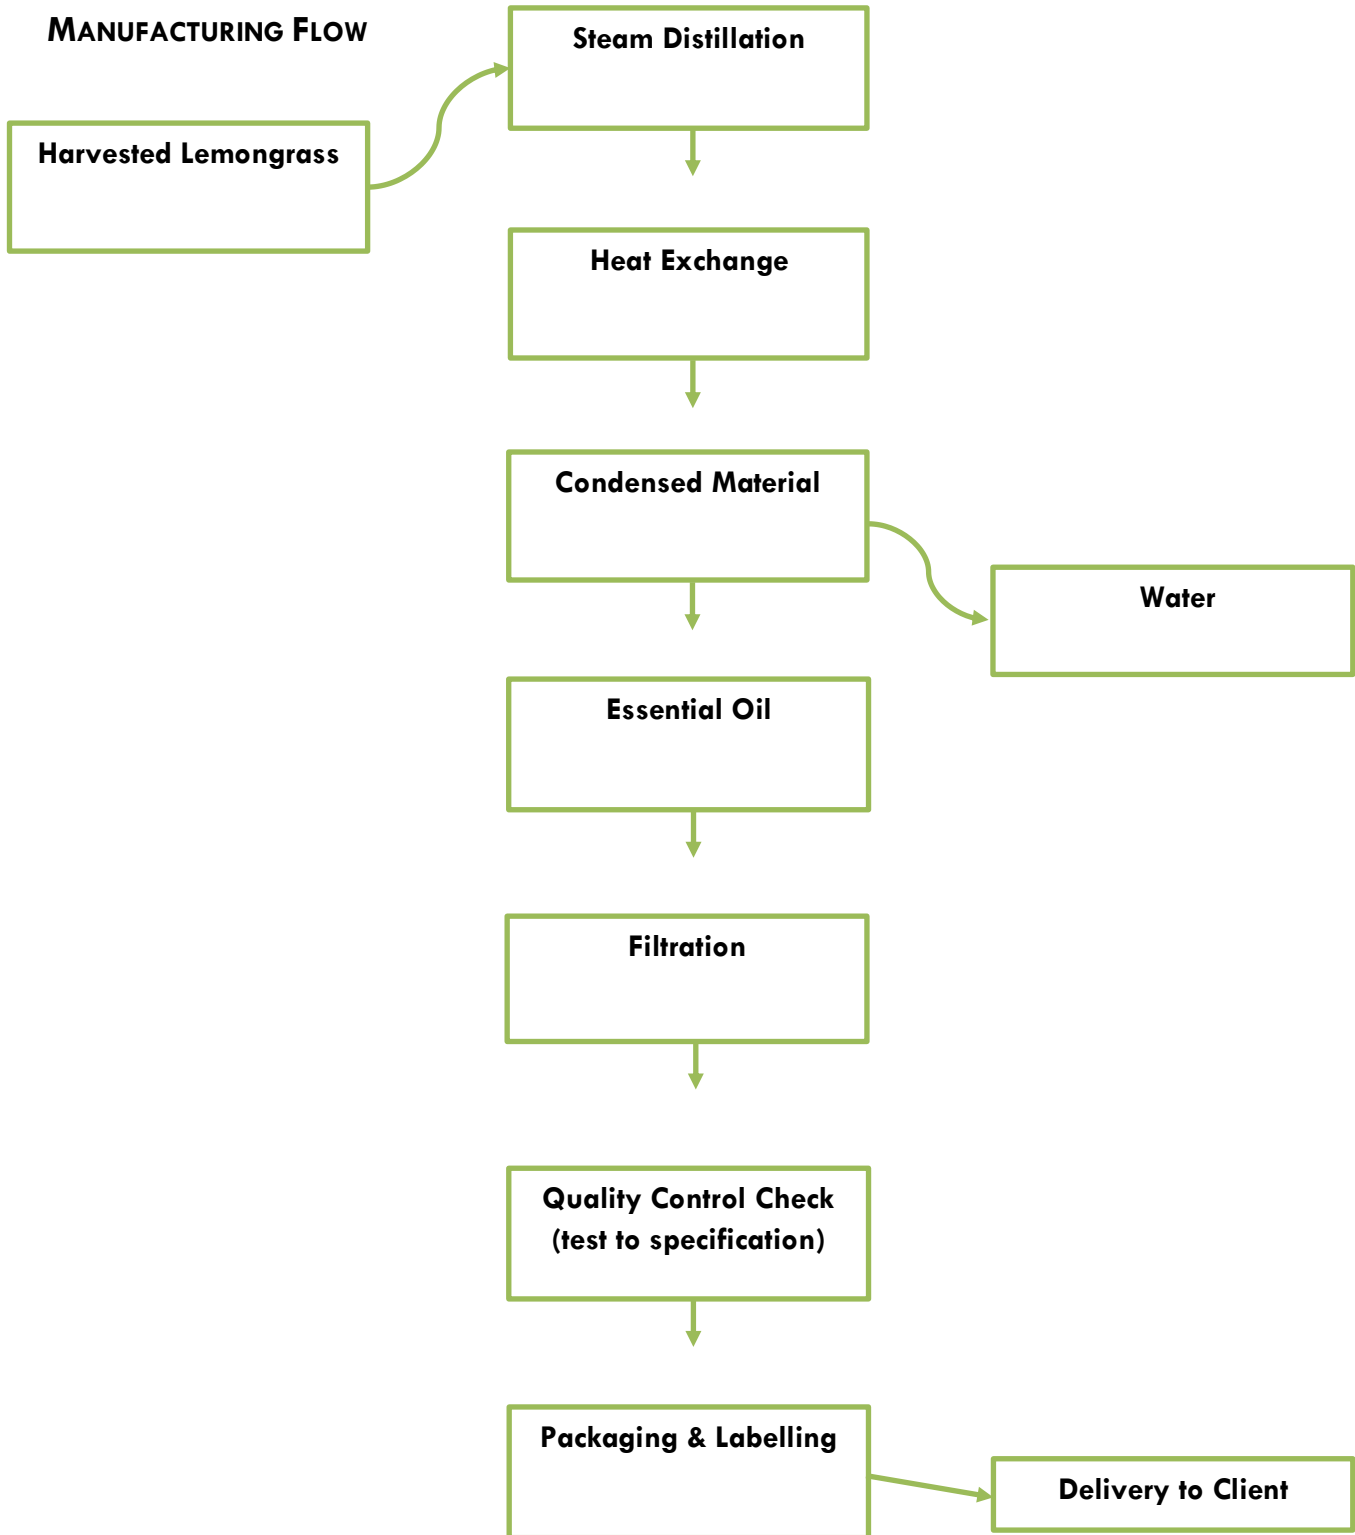 MANUFACTURING FLOW
Steam Distillation
Harvested Lemongrass
Heat Exchange
Condensed Material
Water
Essential Oil
Filtration
Quality Control Check
(test to specification)
Packaging & Labelling
Delivery to Client